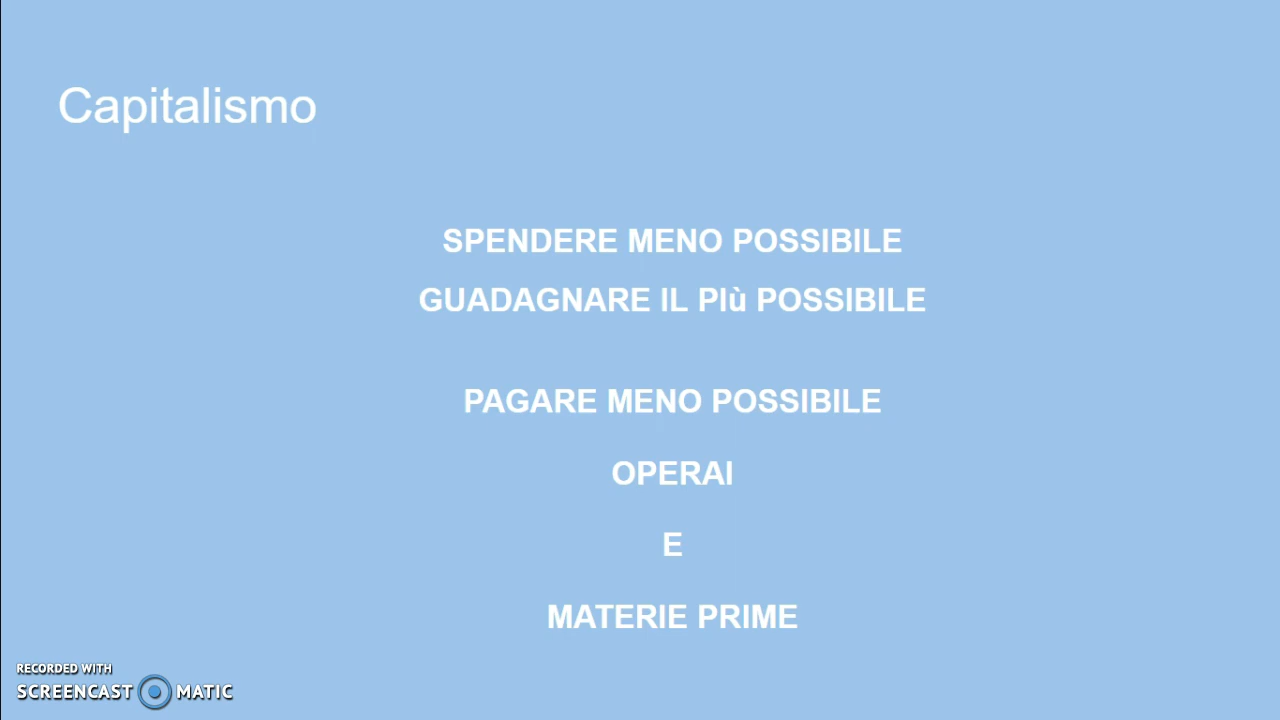 Capitalismo
SPENDERE MENO POSSIBILE
GUADAGNARE IL PIù POSSIBILE
PAGARE MENO POSSIBILE
OPERAI
E
MATERIE PRIME
RECORDED WITH
SCREENCAST MATIC